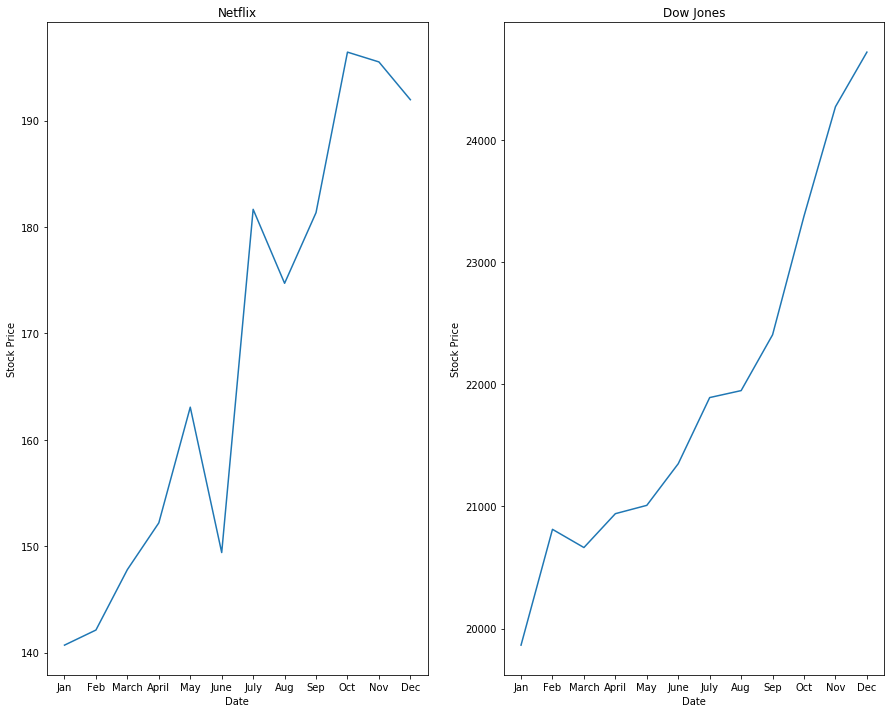 Netflix
190
180
170
160
150
140
Stock Price
Jan Feb March April May June July Aug Sep Oct Nov Dec
Date
Dow Jones
24000
23000
22000
21000
20000
Stock Price
Jan Feb March April May June July Aug Sep Oct Nov Dec
Date